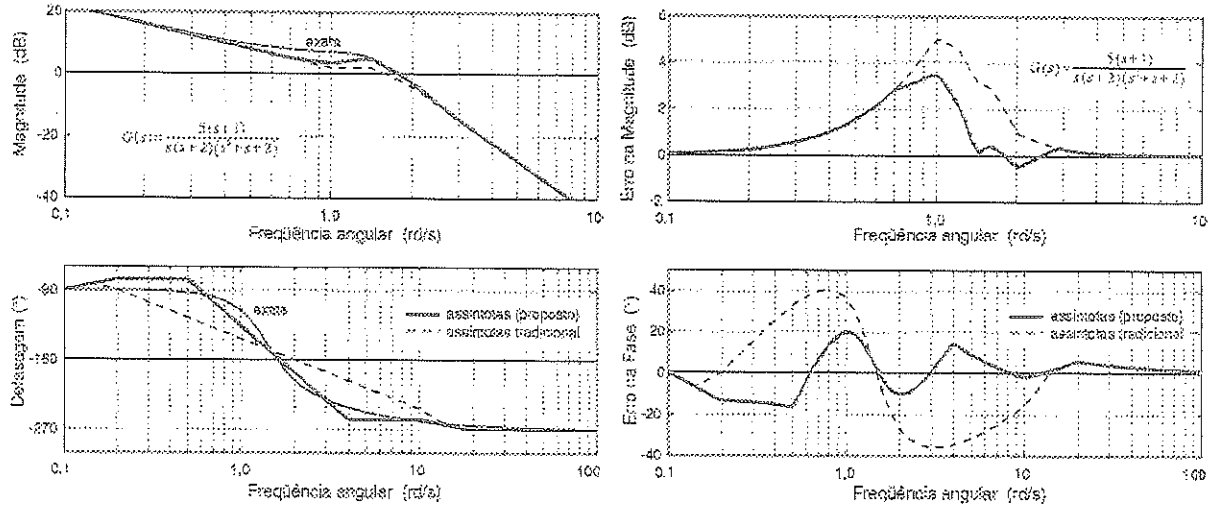 20
0
-20
-40
Magnitude (dB)
exata
0,1
1,0
10
Freqüência angular (rd/s)
6
4
2
0
-2
Erro na Magnitude (dB)
0.1
1,0
10
Freqüência angular (rd/s)
-90
-180
-270
Defasagem (°)
exata
assíntotas (proposto)
assíntotas tradicional
0.1
1,0
10
100
Freqüência angular (rd/s)
40
20
0
-20
-40
Erro na Fase (°)
assíntotas (proposto)
assíntotas (tradicional)
0.1
1,0
10
100
Freqüência angular (rd/s)